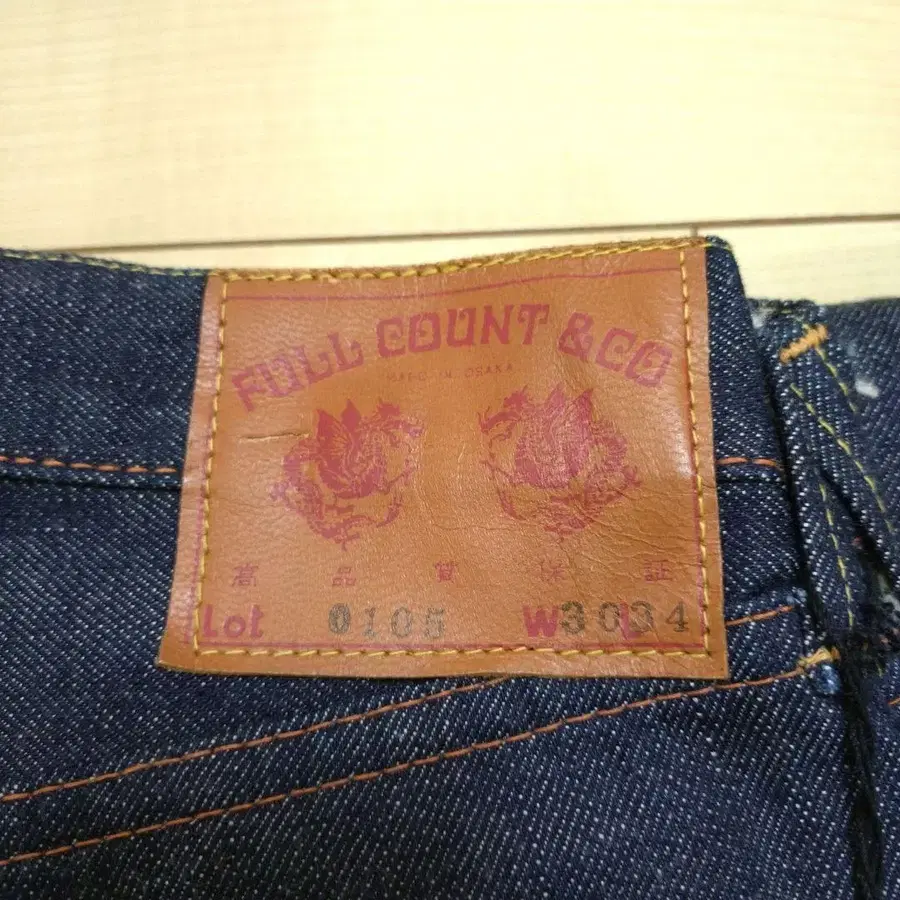 FULL COUNT & CO
MADE IN OSAKA
高品質保証
Lot 0105 W3034